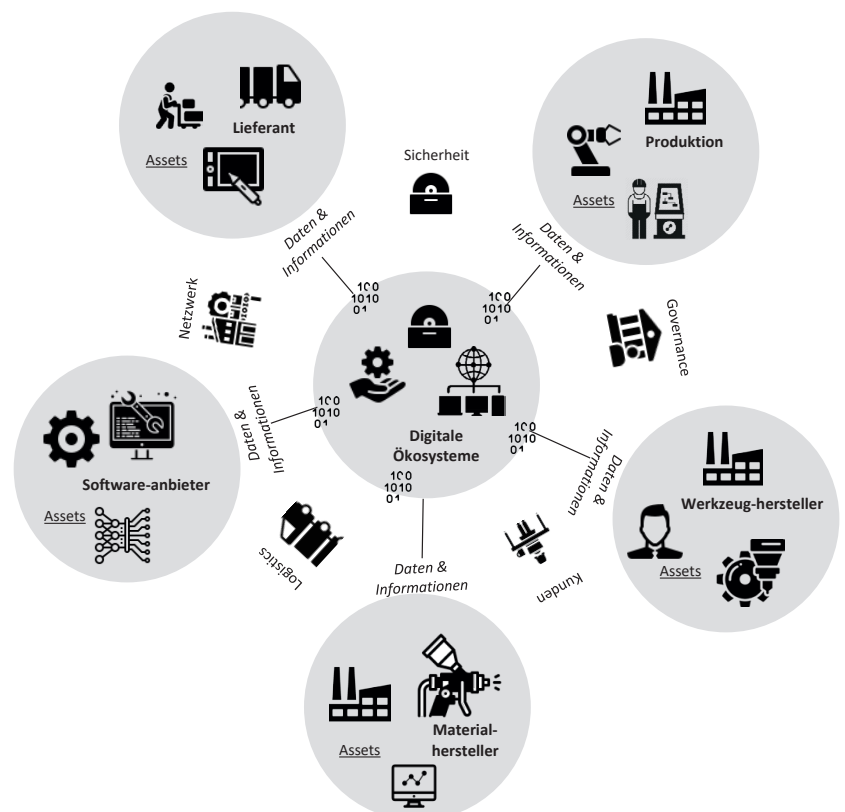 Lieferant
Assets
Sicherheit
Produktion
Assets
Daten &
Informationen
100
1010
01
Daten &
Informationen
100
1010
01
Netzwerk
Governance
Digitale
Ökosysteme
Daten &
Informationen
100
1010
01
Software-anbieter
Assets
Daten &
Informationen
100
1010
01
Werkzeug-hersteller
Assets
100
1010
01
Daten &
Informationen
Logistics
Kunden
Material-
hersteller
Assets